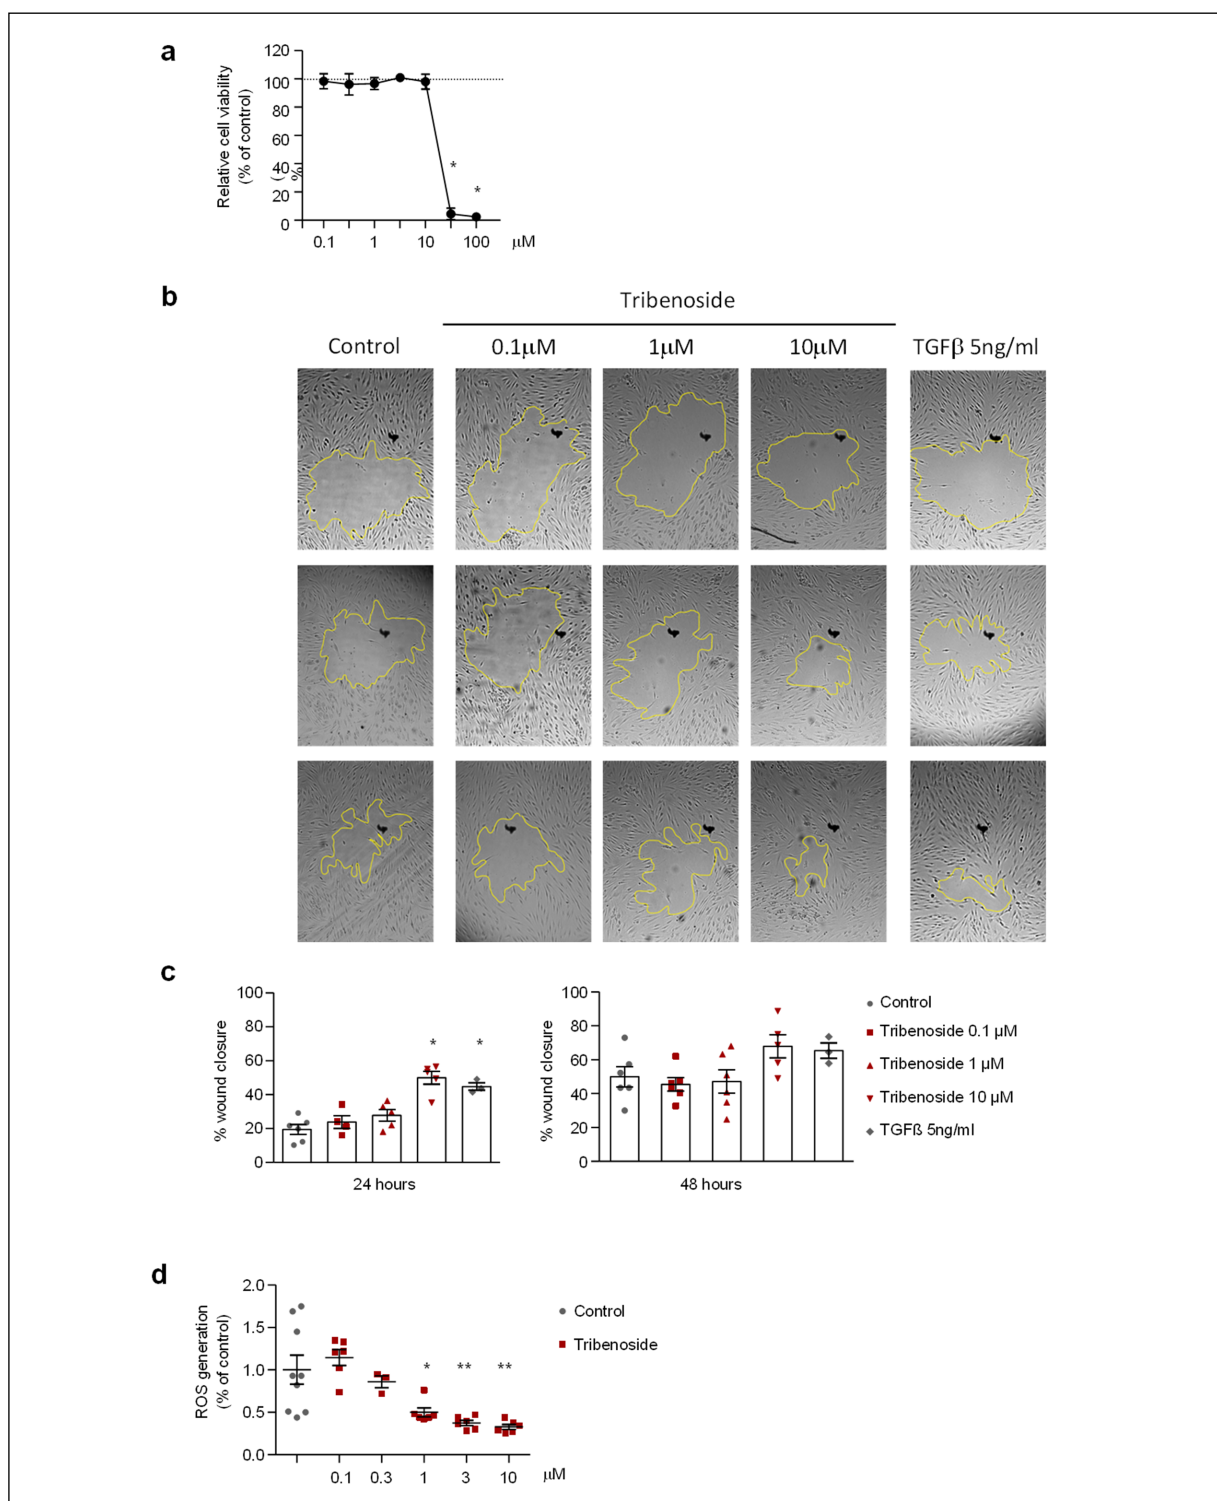 a
120
100
80
60
40
20
0
Relative cell viability
(% of control)
( %
*
*
0.1 1 10 100 μM
b
Tribenoside
Control 0.1μM 1μM 10μM TGFβ 5ng/ml
c
100
80
60
40
20
0
% wound closure
* *
24 hours
100
80
60
40
20
0
% wound closure
48 hours
Control
Tribenoside 0.1 μM
Tribenoside 1 μM
Tribenoside 10 μM
TGFß 5ng/ml
d
2.0
1.5
1.0
0.5
0.0
ROS generation
(% of control)
* ** **
0.1 0.3 1 3 10 μM
Control
Tribenoside